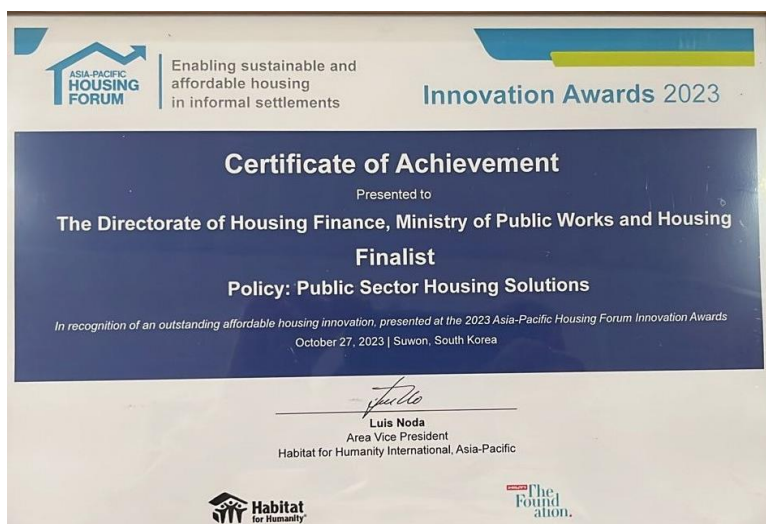 ASIA-PACIFIC
HOUSING
FORUM
Enabling sustainable and
affordable housing
in informal settlements
Innovation Awards 2023
Certificate of Achievement
Presented to
The Directorate of Housing Finance, Ministry of Public Works and Housing
Finalist
Policy: Public Sector Housing Solutions
In recognition of an outstanding affordable housing innovation, presented at the 2023 Asia-Pacific Housing Forum Innovation Awards
October 27, 2023 | Suwon, South Korea
Luis Noda
Area Vice President
Habitat for Humanity International, Asia-Pacific
Habitat
for Humanity®
The
Found
ation.